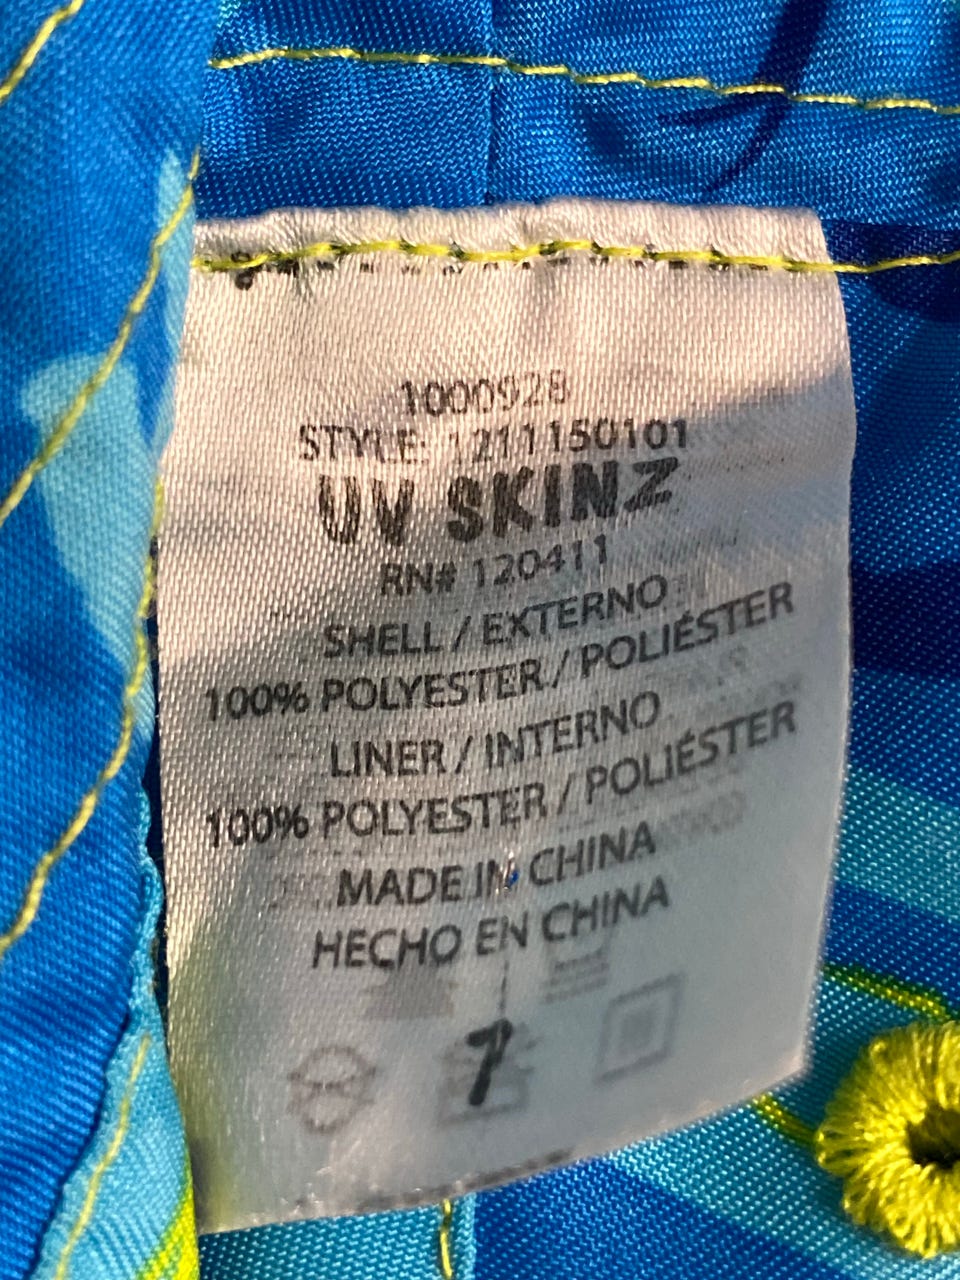 1000928
STYLE: 1211150101
UV SKINZ
RN# 120411
SHELL / EXTERNO
100% POLYESTER / POLIÉSTER
LINER / INTERNO
100% POLYESTER / POLIÉSTER
MADE IN CHINA
HECHO EN CHINA
7